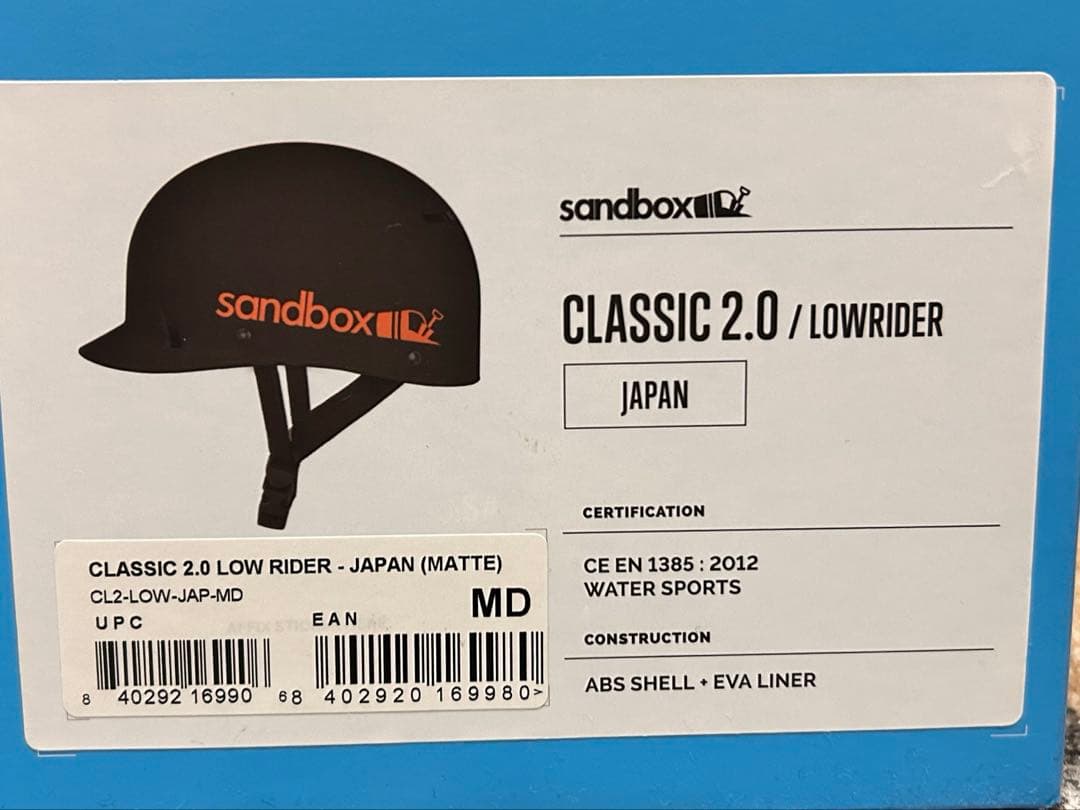 sandbox
sandbox
CLASSIC 2.0 / LOWRIDER
JAPAN
CERTIFICATION
CE EN 1385 : 2012
WATER SPORTS
CONSTRUCTION
ABS SHELL + EVA LINER
CLASSIC 2.0 LOW RIDER - JAPAN (MATTE)
CL2-LOW-JAP-MD
MD
UPC EAN
8 40292 16990 6 8 402920 169980 >